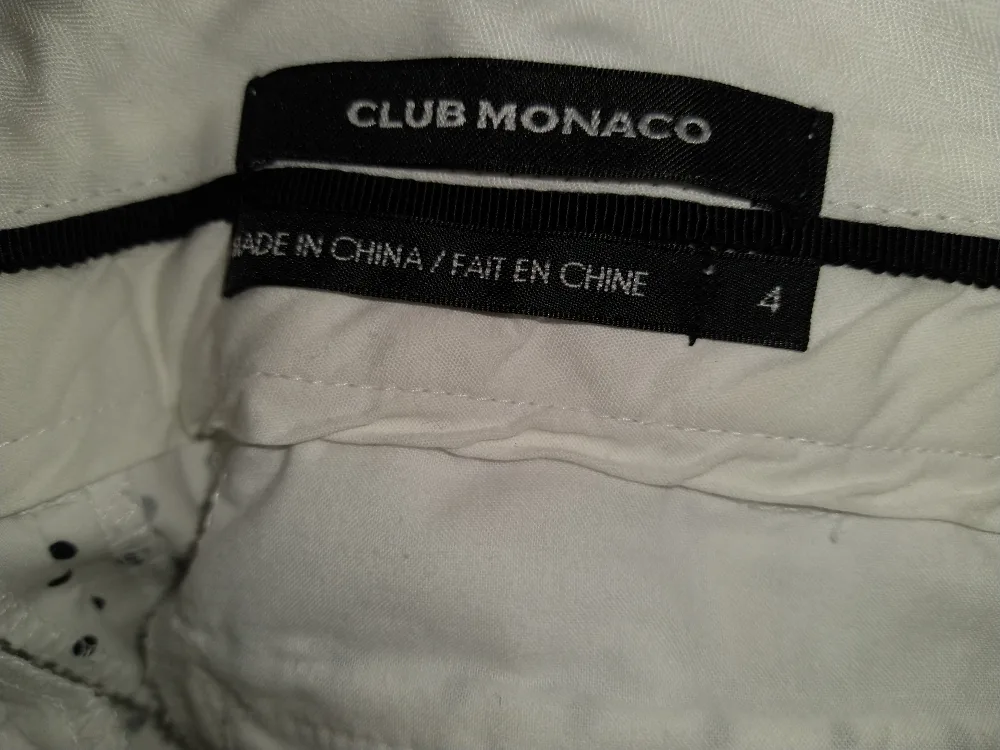 CLUB MONACO
MADE IN CHINA / FAIT EN CHINE
4